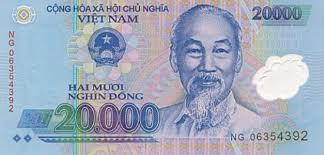 CỘNG HÒA XÃ HỘI CHỦ NGHĨA
VIỆT NAM
20000
NG 06354392
HAI MƯƠI
NGHÌN ĐỒNG
20.000
NG 06354392